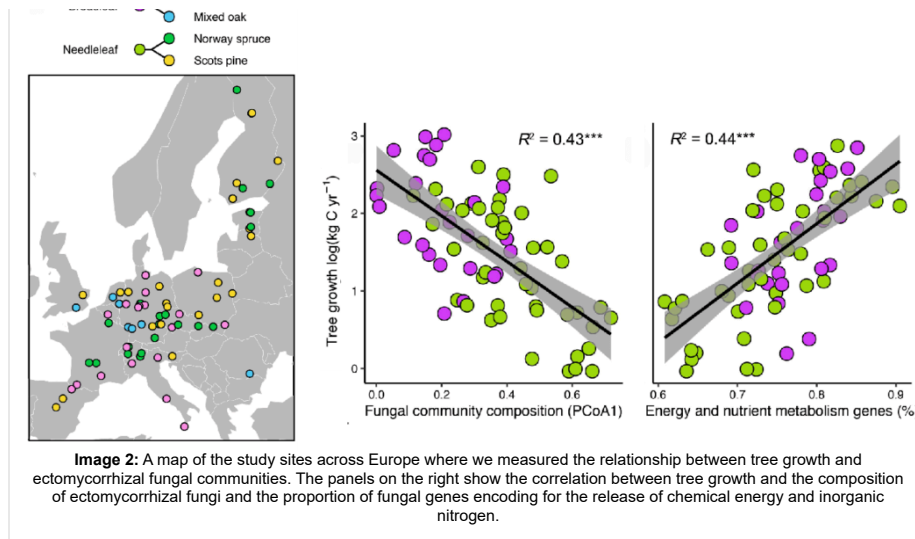 Mixed oak
Norway spruce
Needleleaf
Scots pine
R² = 0.43***
R² = 0.44***
Tree growth log(kg C yr⁻¹)
3
2
1
0
0.0 0.2 0.4 0.6
0.6 0.7 0.8 0.9
Fungal community composition (PCoA1)
Energy and nutrient metabolism genes (%
Image 2: A map of the study sites across Europe where we measured the relationship between tree growth and
ectomycorrhizal fungal communities. The panels on the right show the correlation between tree growth and the composition
of ectomycorrhizal fungi and the proportion of fungal genes encoding for the release of chemical energy and inorganic
nitrogen.